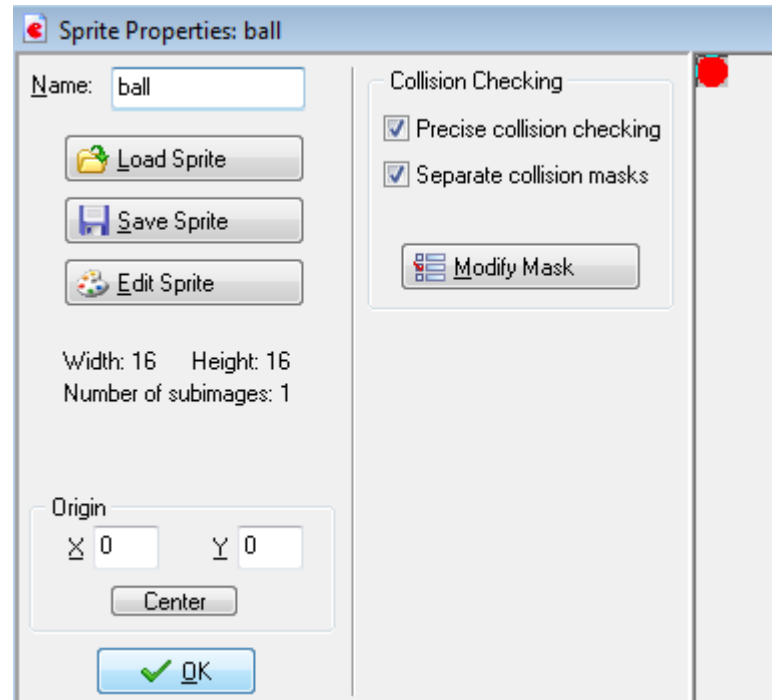 Sprite Properties: ball
Name: ball
Load Sprite
Save Sprite
Edit Sprite
Width: 16 Height: 16
Number of subimages: 1
Origin
X 0 Y 0
Center
OK
Collision Checking
Precise collision checking
Separate collision masks
Modify Mask